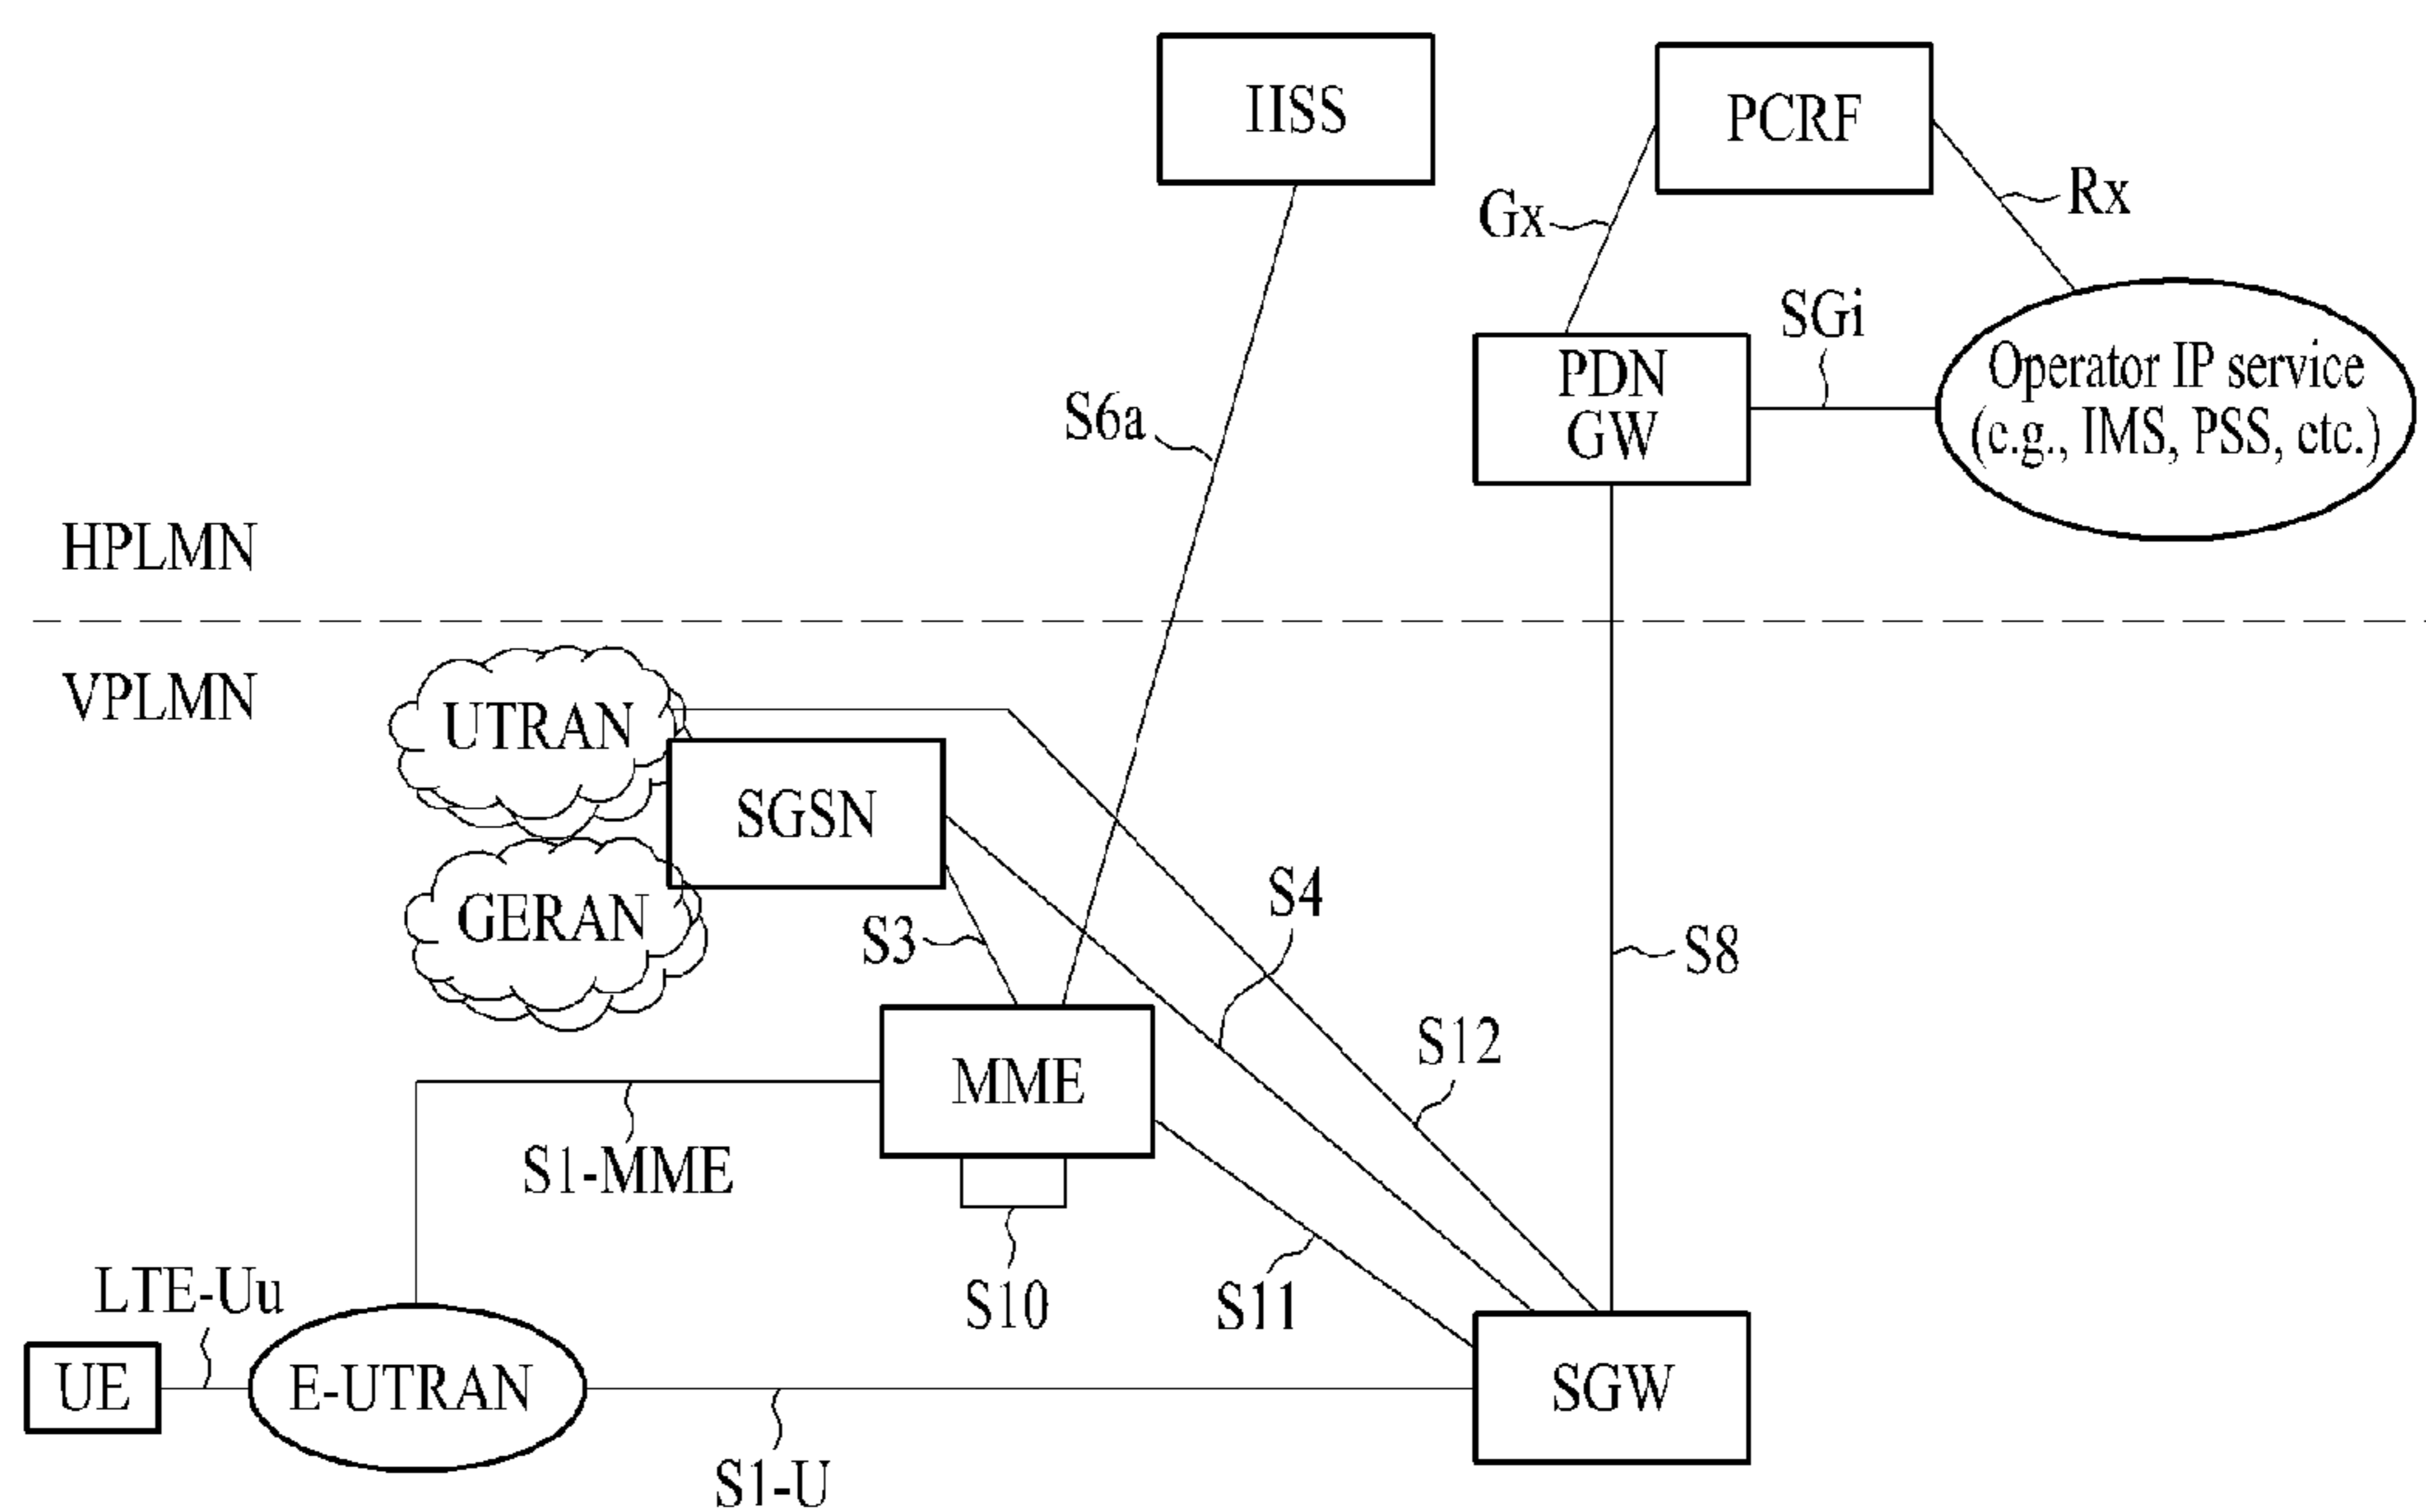 IISS
PCRF
Gx
Rx
SGi
PDN
GW
Operator IP service
(e.g., IMS, PSS, etc.)
S6a
HPLMN
VPLMN
UTRAN
SGSN
GERAN
S3
S4
S8
S12
MME
S1-MME
S10
S11
LTE-Uu
UE
E-UTRAN
SGW
S1-U